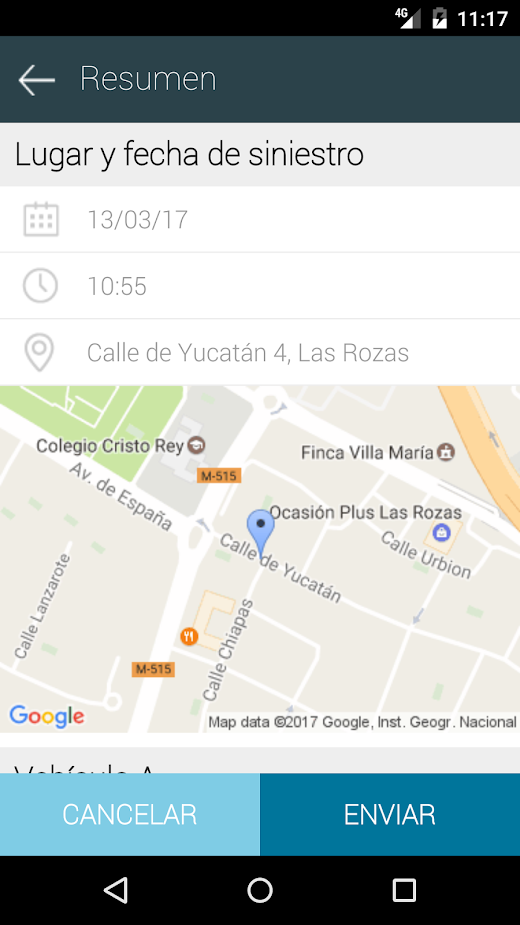 4G 11:17
Resumen
Lugar y fecha de siniestro
13/03/17
10:55
Calle de Yucatán 4, Las Rozas
Colegio Cristo Rey
Finca Villa María
M-515
Av. de España
Ocasión Plus Las Rozas
Calle de Yucatán
Calle Urbion
Calle Lanzarote
Calle Chiapas
M-515
Google
Map data ©2017 Google, Inst. Geogr. Nacional
Vehículo A
CANCELAR ENVIAR